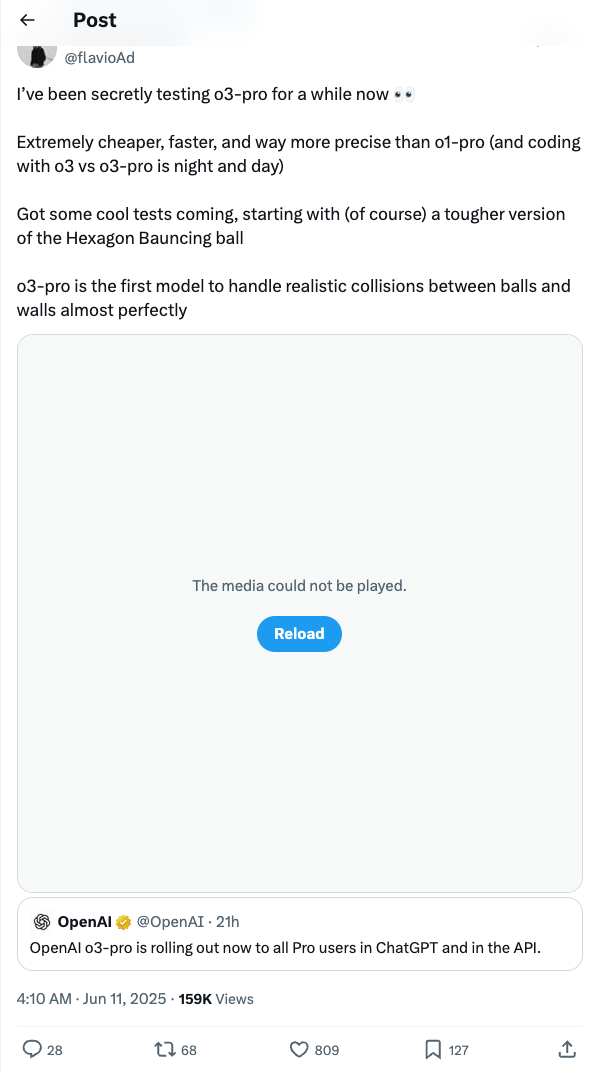 Post
@flavioAd
I’ve been secretly testing o3-pro for a while now 👀
Extremely cheaper, faster, and way more precise than o1-pro (and coding
with o3 vs o3-pro is night and day)
Got some cool tests coming, starting with (of course) a tougher version
of the Hexagon Bauncing ball
o3-pro is the first model to handle realistic collisions between balls and
walls almost perfectly
The media could not be played.
Reload
OpenAI @OpenAI · 21h
OpenAI o3-pro is rolling out now to all Pro users in ChatGPT and in the API.
4:10 AM · Jun 11, 2025 · 159K Views
28 68 809 127